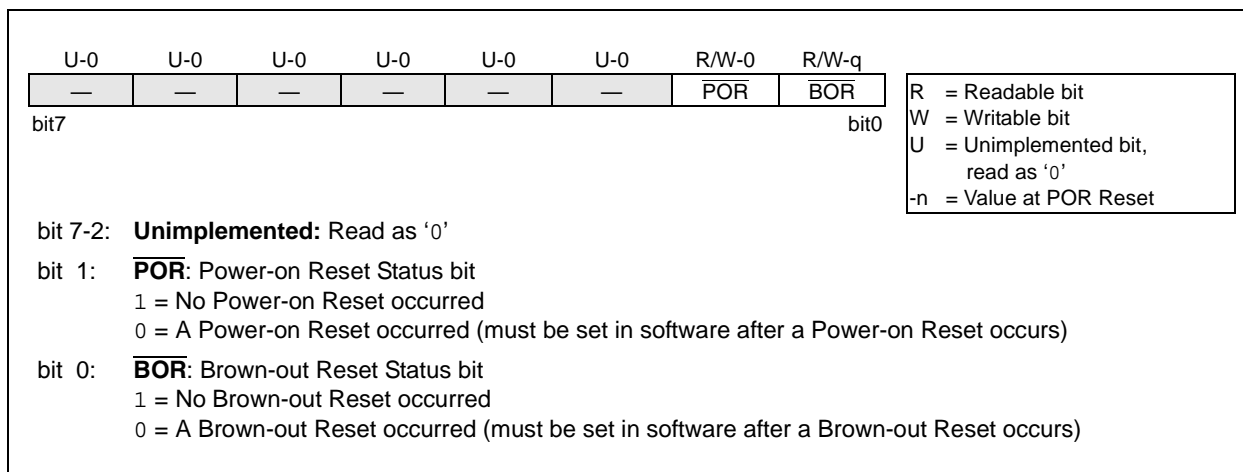 U-0 U-0 U-0 U-0 U-0 U-0 R/W-0 R/W-q
— — — — — — P̅O̅R̅ B̅O̅R̅
bit7 bit0
R = Readable bit
W = Writable bit
U = Unimplemented bit,
read as ‘0’
-n = Value at POR Reset
bit 7-2: Unimplemented: Read as ‘0’
bit 1: P̅O̅R̅: Power-on Reset Status bit
1 = No Power-on Reset occurred
0 = A Power-on Reset occurred (must be set in software after a Power-on Reset occurs)
bit 0: B̅O̅R̅: Brown-out Reset Status bit
1 = No Brown-out Reset occurred
0 = A Brown-out Reset occurred (must be set in software after a Brown-out Reset occurs)